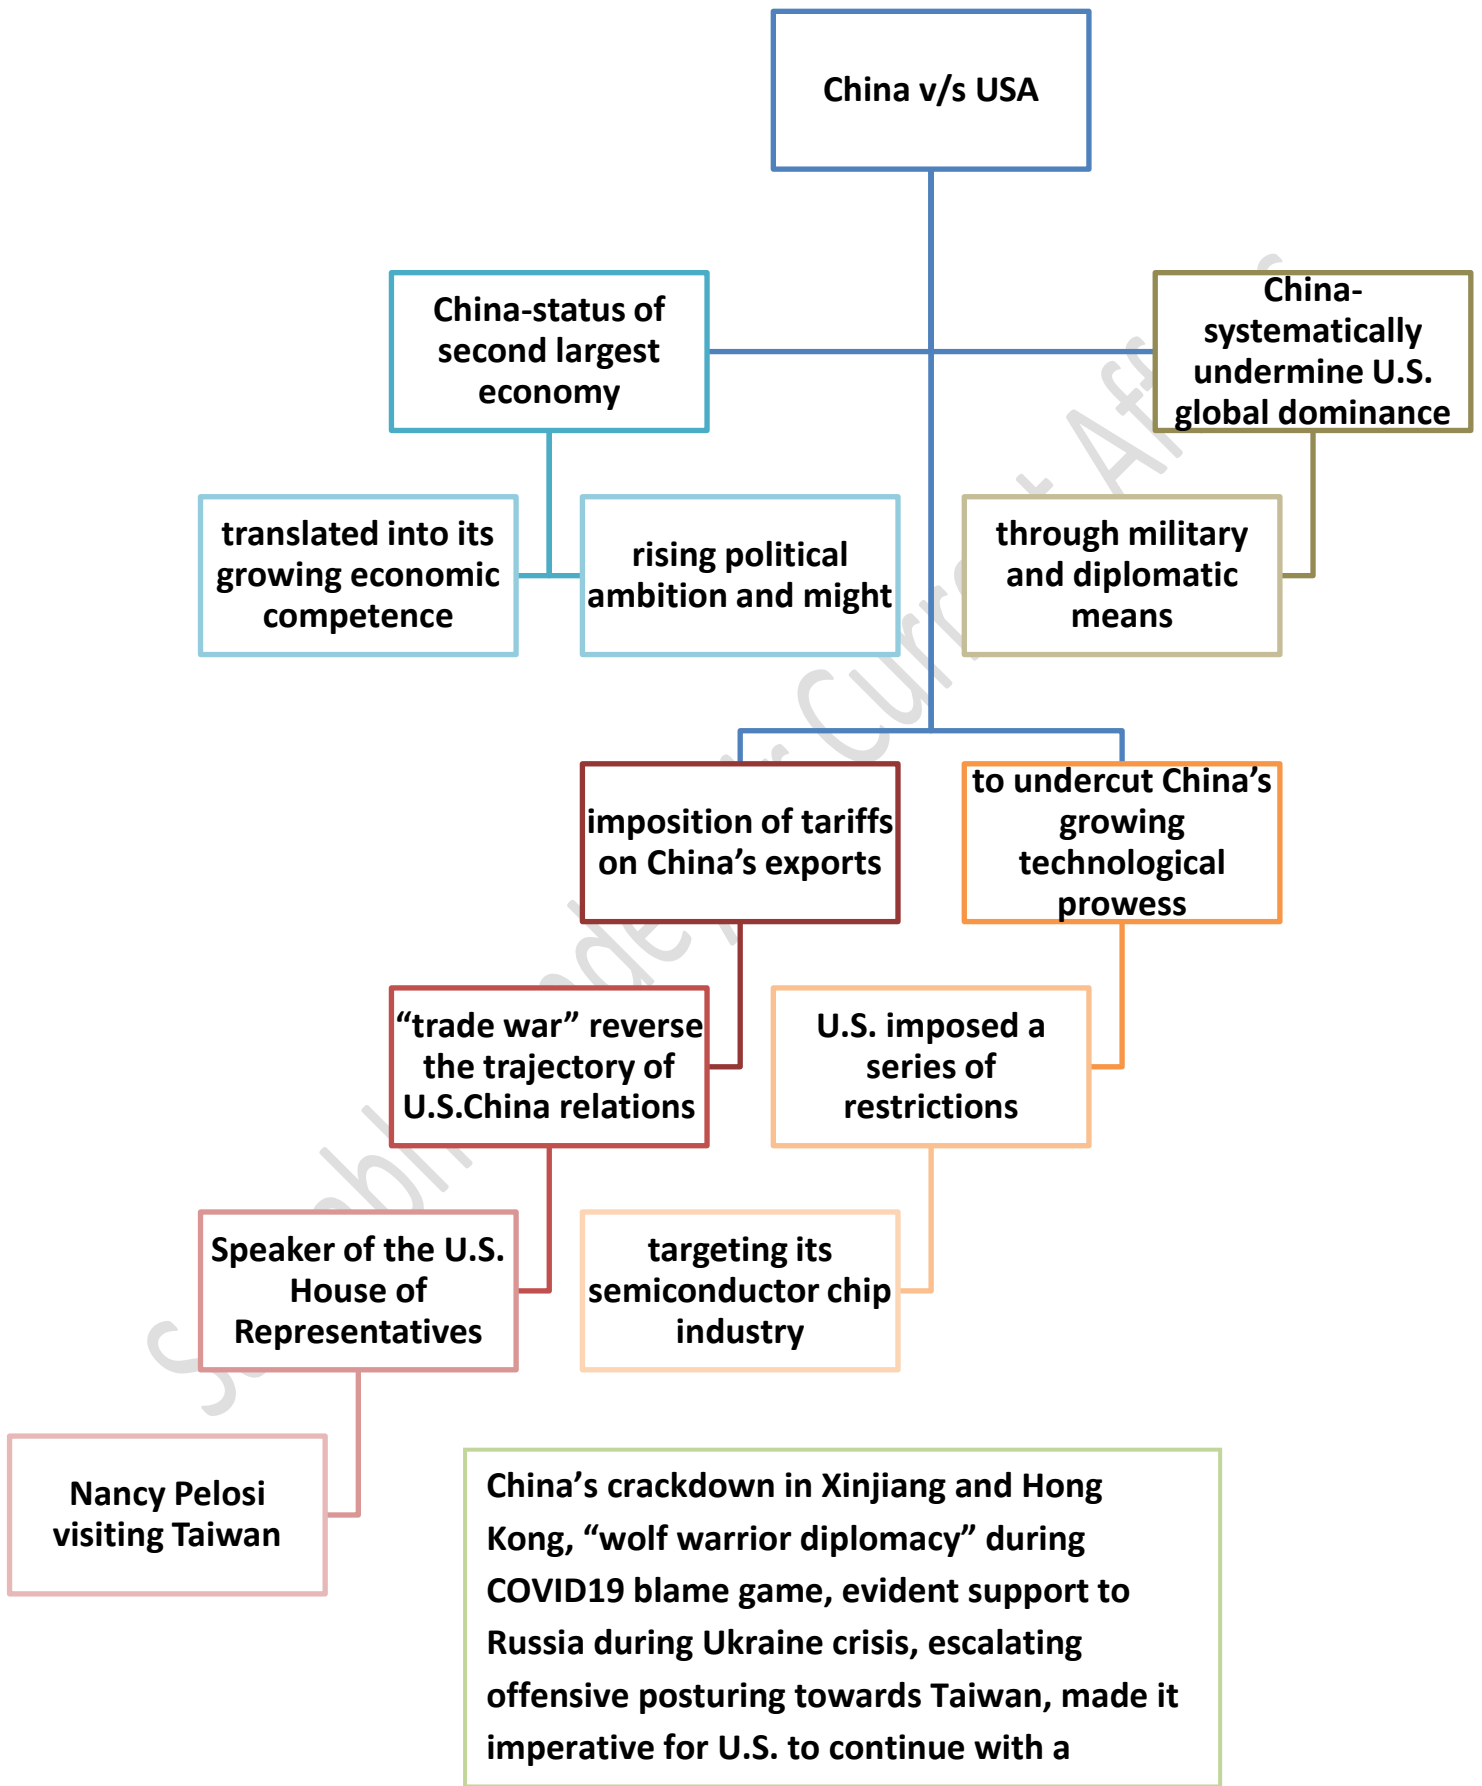 China v/s USA
China-status of
second largest
economy
China-
systematically
undermine U.S.
global dominance
translated into its
growing economic
competence
rising political
ambition and might
through military
and diplomatic
means
imposition of tariffs
on China’s exports
to undercut China’s
growing
technological
prowess
“trade war” reverse
the trajectory of
U.S.China relations
U.S. imposed a
series of
restrictions
Speaker of the U.S.
House of
Representatives
targeting its
semiconductor chip
industry
Nancy Pelosi
visiting Taiwan
China’s crackdown in Xinjiang and Hong
Kong, “wolf warrior diplomacy” during
COVID19 blame game, evident support to
Russia during Ukraine crisis, escalating
offensive posturing towards Taiwan, made it
imperative for U.S. to continue with a